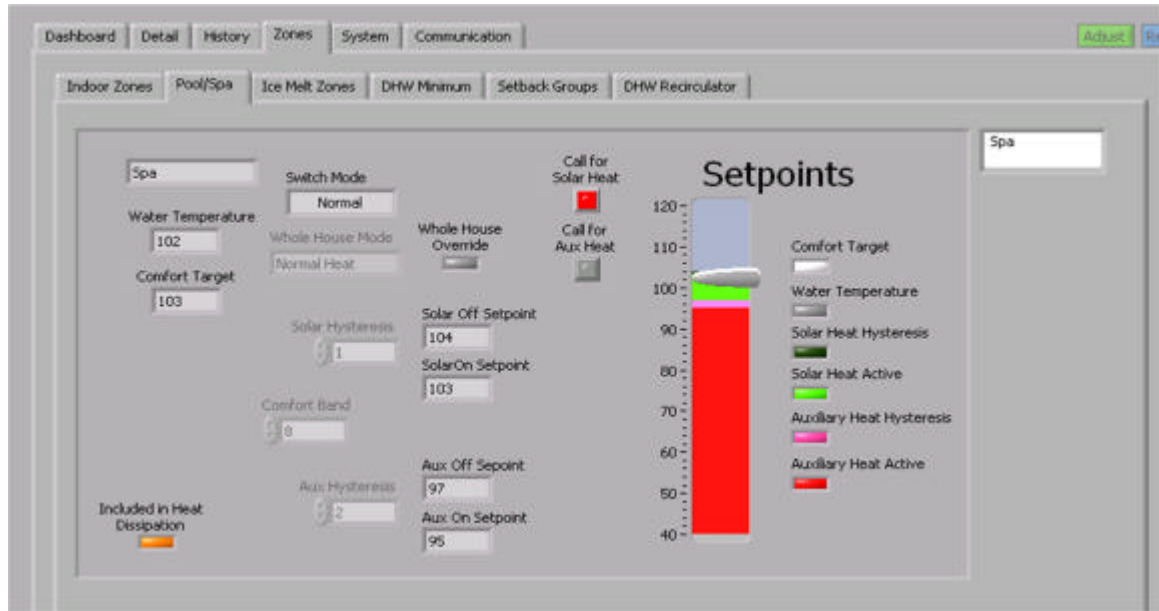 Dashboard Detail History Zones System Communication Adjust
Indoor Zones Pool/Spa Ice Melt Zones DHW Minimum Setback Groups DHW Recirculator
Spa
Water Temperature
102
Comfort Target
103
Switch Mode
Normal
Whole House Mode
Normal Heat
Whole House
Override
Call for
Solar Heat
Call for
Aux Heat
Solar Hysteresis
1
Solar Off Setpoint
104
SolarOn Setpoint
103
Comfort Band
8
Aux Hysteresis
2
Aux Off Sepoint
97
Aux On Setpoint
95
Included in Heat
Dissipation
Setpoints
120
110
100
90
80
70
60
50
40
Comfort Target
Water Temperature
Solar Heat Hysteresis
Solar Heat Active
Auxiliary Heat Hysteresis
Auxiliary Heat Active
Spa